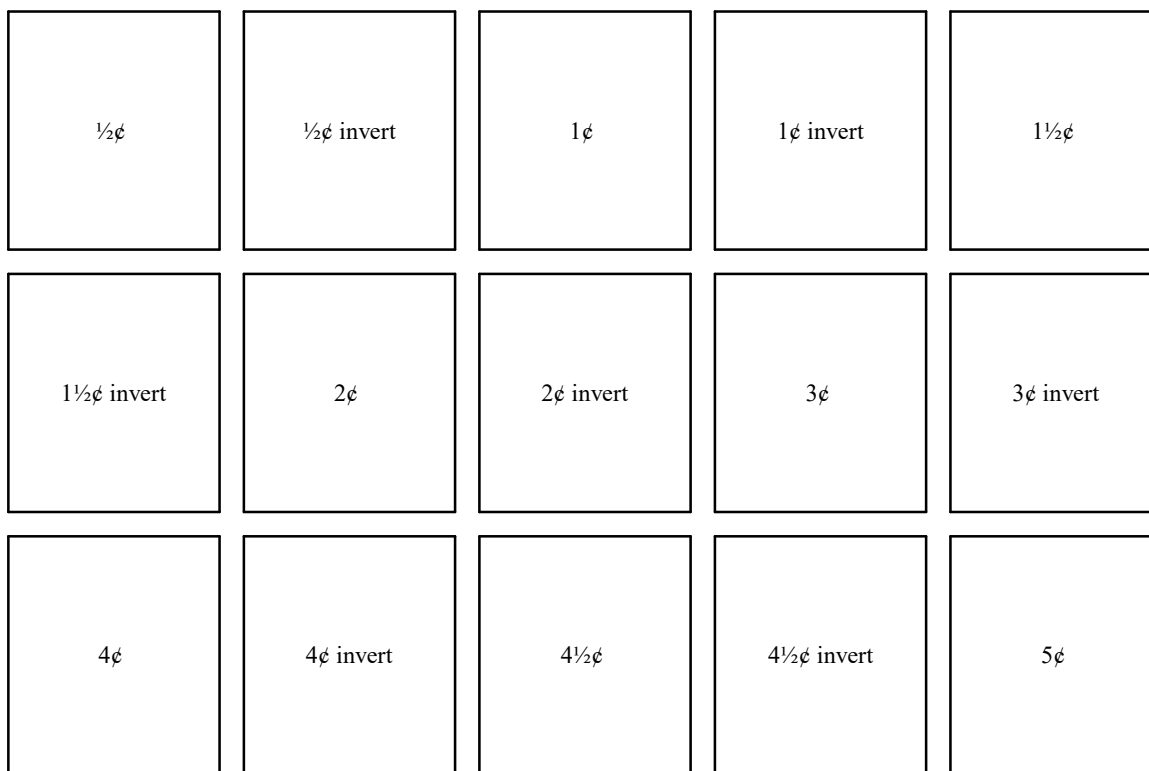 ½¢
½¢ invert
1¢
1¢ invert
1½¢
1½¢ invert
2¢
2¢ invert
3¢
3¢ invert
4¢
4¢ invert
4½¢
4½¢ invert
5¢